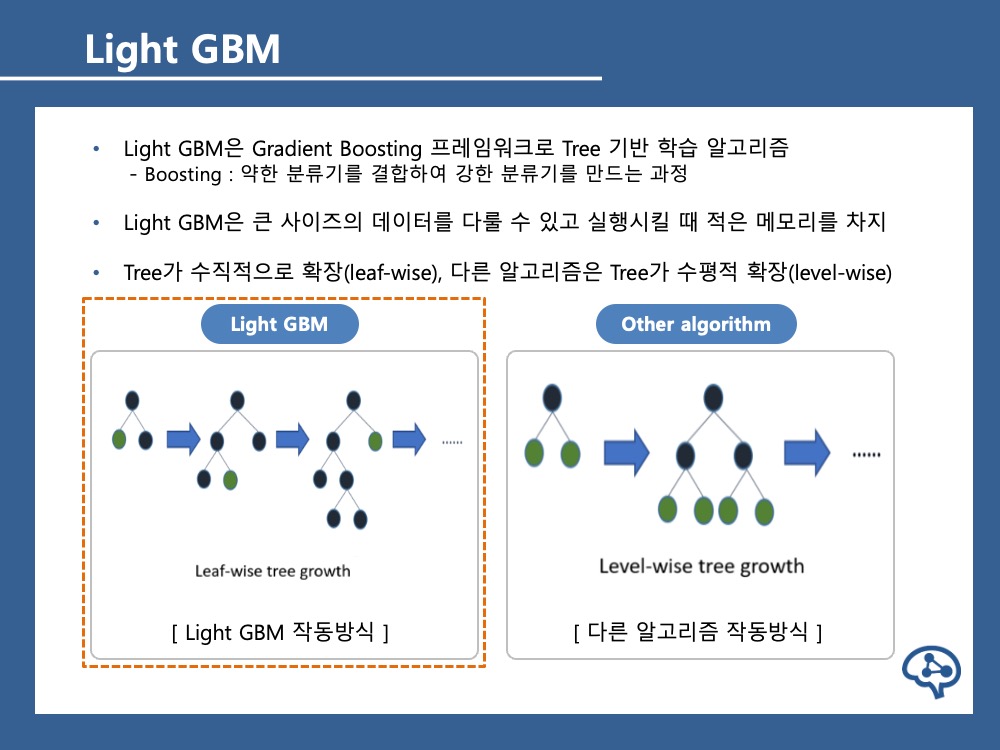 Light GBM
• Light GBM은 Gradient Boosting 프레임워크로 Tree 기반 학습 알고리즘
- Boosting : 약한 분류기를 결합하여 강한 분류기를 만드는 과정
• Light GBM은 큰 사이즈의 데이터를 다룰 수 있고 실행시킬 때 적은 메모리를 차지
• Tree가 수직적으로 확장(leaf-wise), 다른 알고리즘은 Tree가 수평적 확장(level-wise)
Light GBM
......
Leaf-wise tree growth
[ Light GBM 작동방식 ]
Other algorithm
......
Level-wise tree growth
[ 다른 알고리즘 작동방식 ]